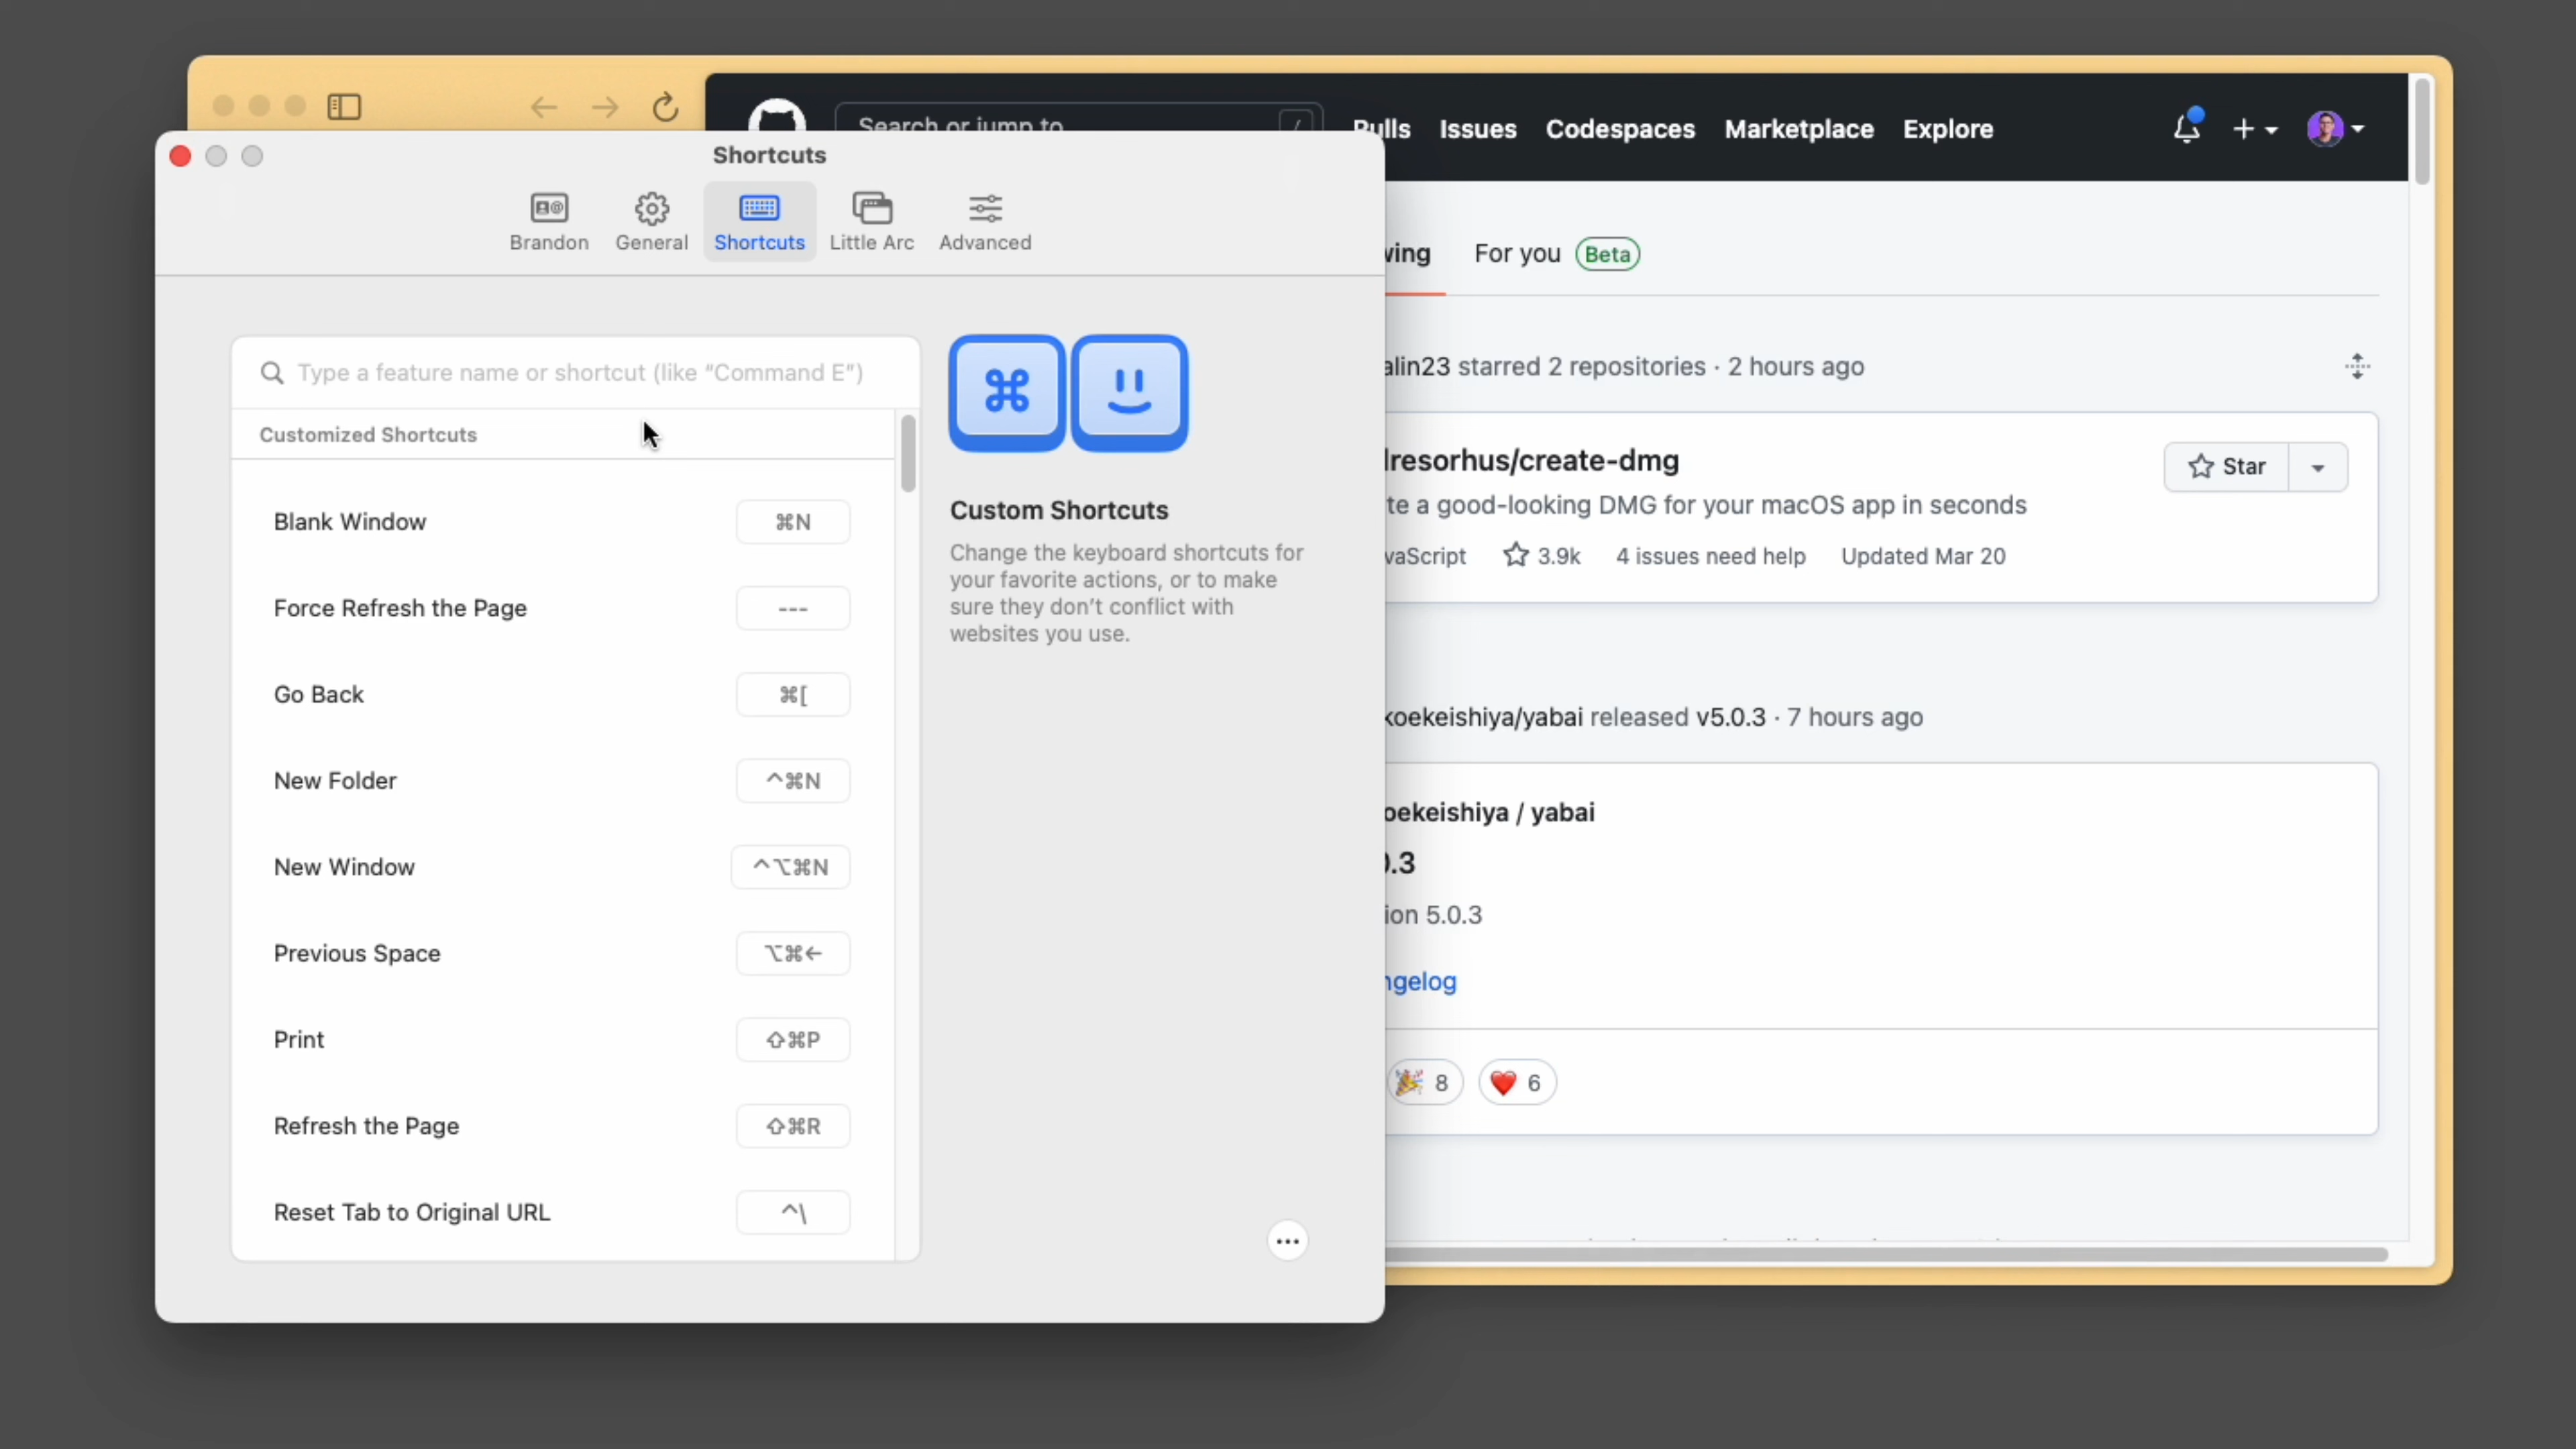 Search or jump to
/
Pulls Issues Codespaces Marketplace Explore
Shortcuts
Brandon
General
Shortcuts
Little Arc
Advanced
Type a feature name or shortcut (like “Command E”)
Customized Shortcuts
Blank Window ⌘N
Force Refresh the Page ---
Go Back ⌘[
New Folder ^⌘N
New Window ^⌥⌘N
Previous Space ⌥⌘←
Print ⇧⌘P
Refresh the Page ⇧⌘R
Reset Tab to Original URL ^\
Custom Shortcuts
Change the keyboard shortcuts for
your favorite actions, or to make
sure they don’t conflict with
websites you use.
wing
For you Beta
alin23 starred 2 repositories · 2 hours ago
dresorhus/create-dmg
Star
te a good-looking DMG for your macOS app in seconds
vaScript 3.9k 4 issues need help Updated Mar 20
koekeishiya/yabai released v5.0.3 · 7 hours ago
oekeishiya / yabai
0.3
ion 5.0.3
ngelog
🎉 8 ❤️ 6